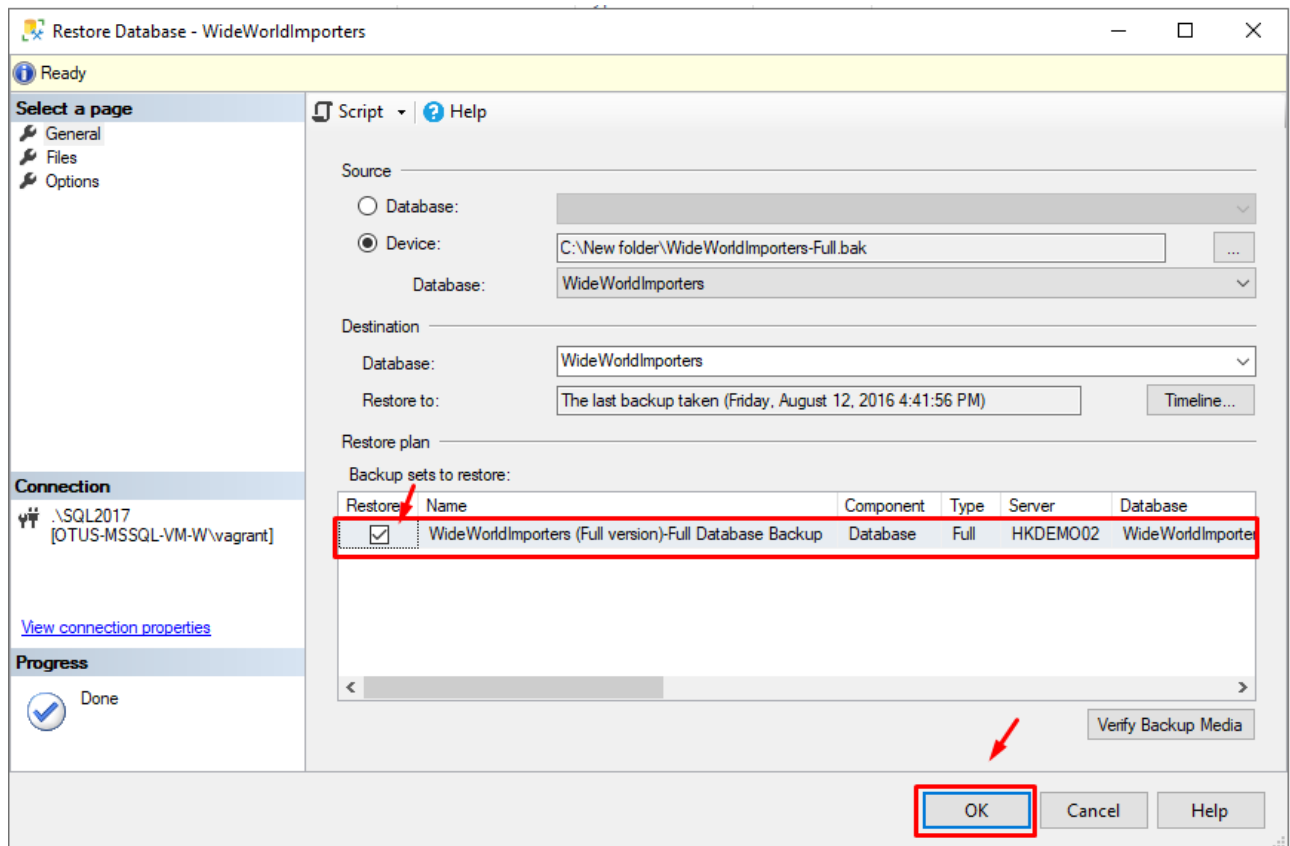 Restore Database - WideWorldImporters
Ready
Select a page
General
Files
Options
Script
Help
Source
Database:
Device:
C:\New folder\WideWorldImporters-Full.bak
...
Database:
WideWorldImporters
Destination
Database:
WideWorldImporters
Restore to:
The last backup taken (Friday, August 12, 2016 4:41:56 PM)
Timeline...
Restore plan
Backup sets to restore:
Restore Name Component Type Server Database
WideWorldImporters (Full version)-Full Database Backup Database Full HKDEMO02 WideWorldImporter
Connection
.\SQL2017
[OTUS-MSSQL-VM-W\vagrant]
View connection properties
Progress
Done
Verify Backup Media
OK
Cancel
Help